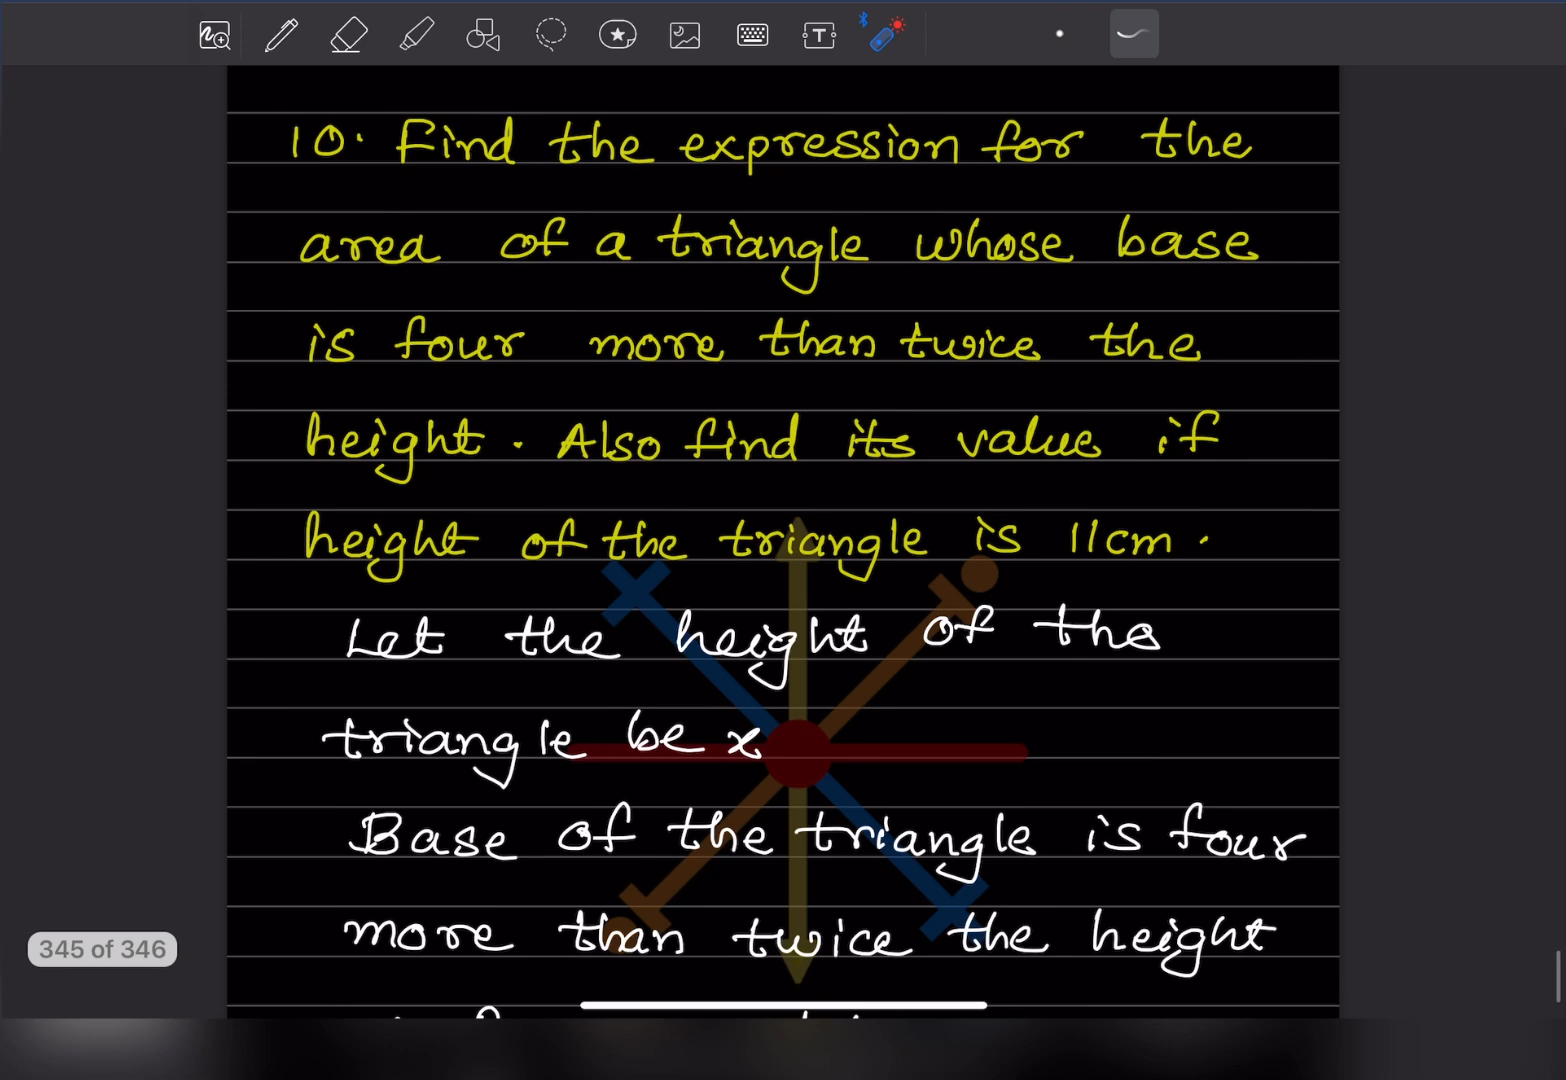 10. Find the expression for the
area of a triangle whose base
is four more than twice the
height. Also find its value if
height of the triangle is 11cm.
Let the height of the
triangle be x
Base of the triangle is four
more than twice the height
345 of 346